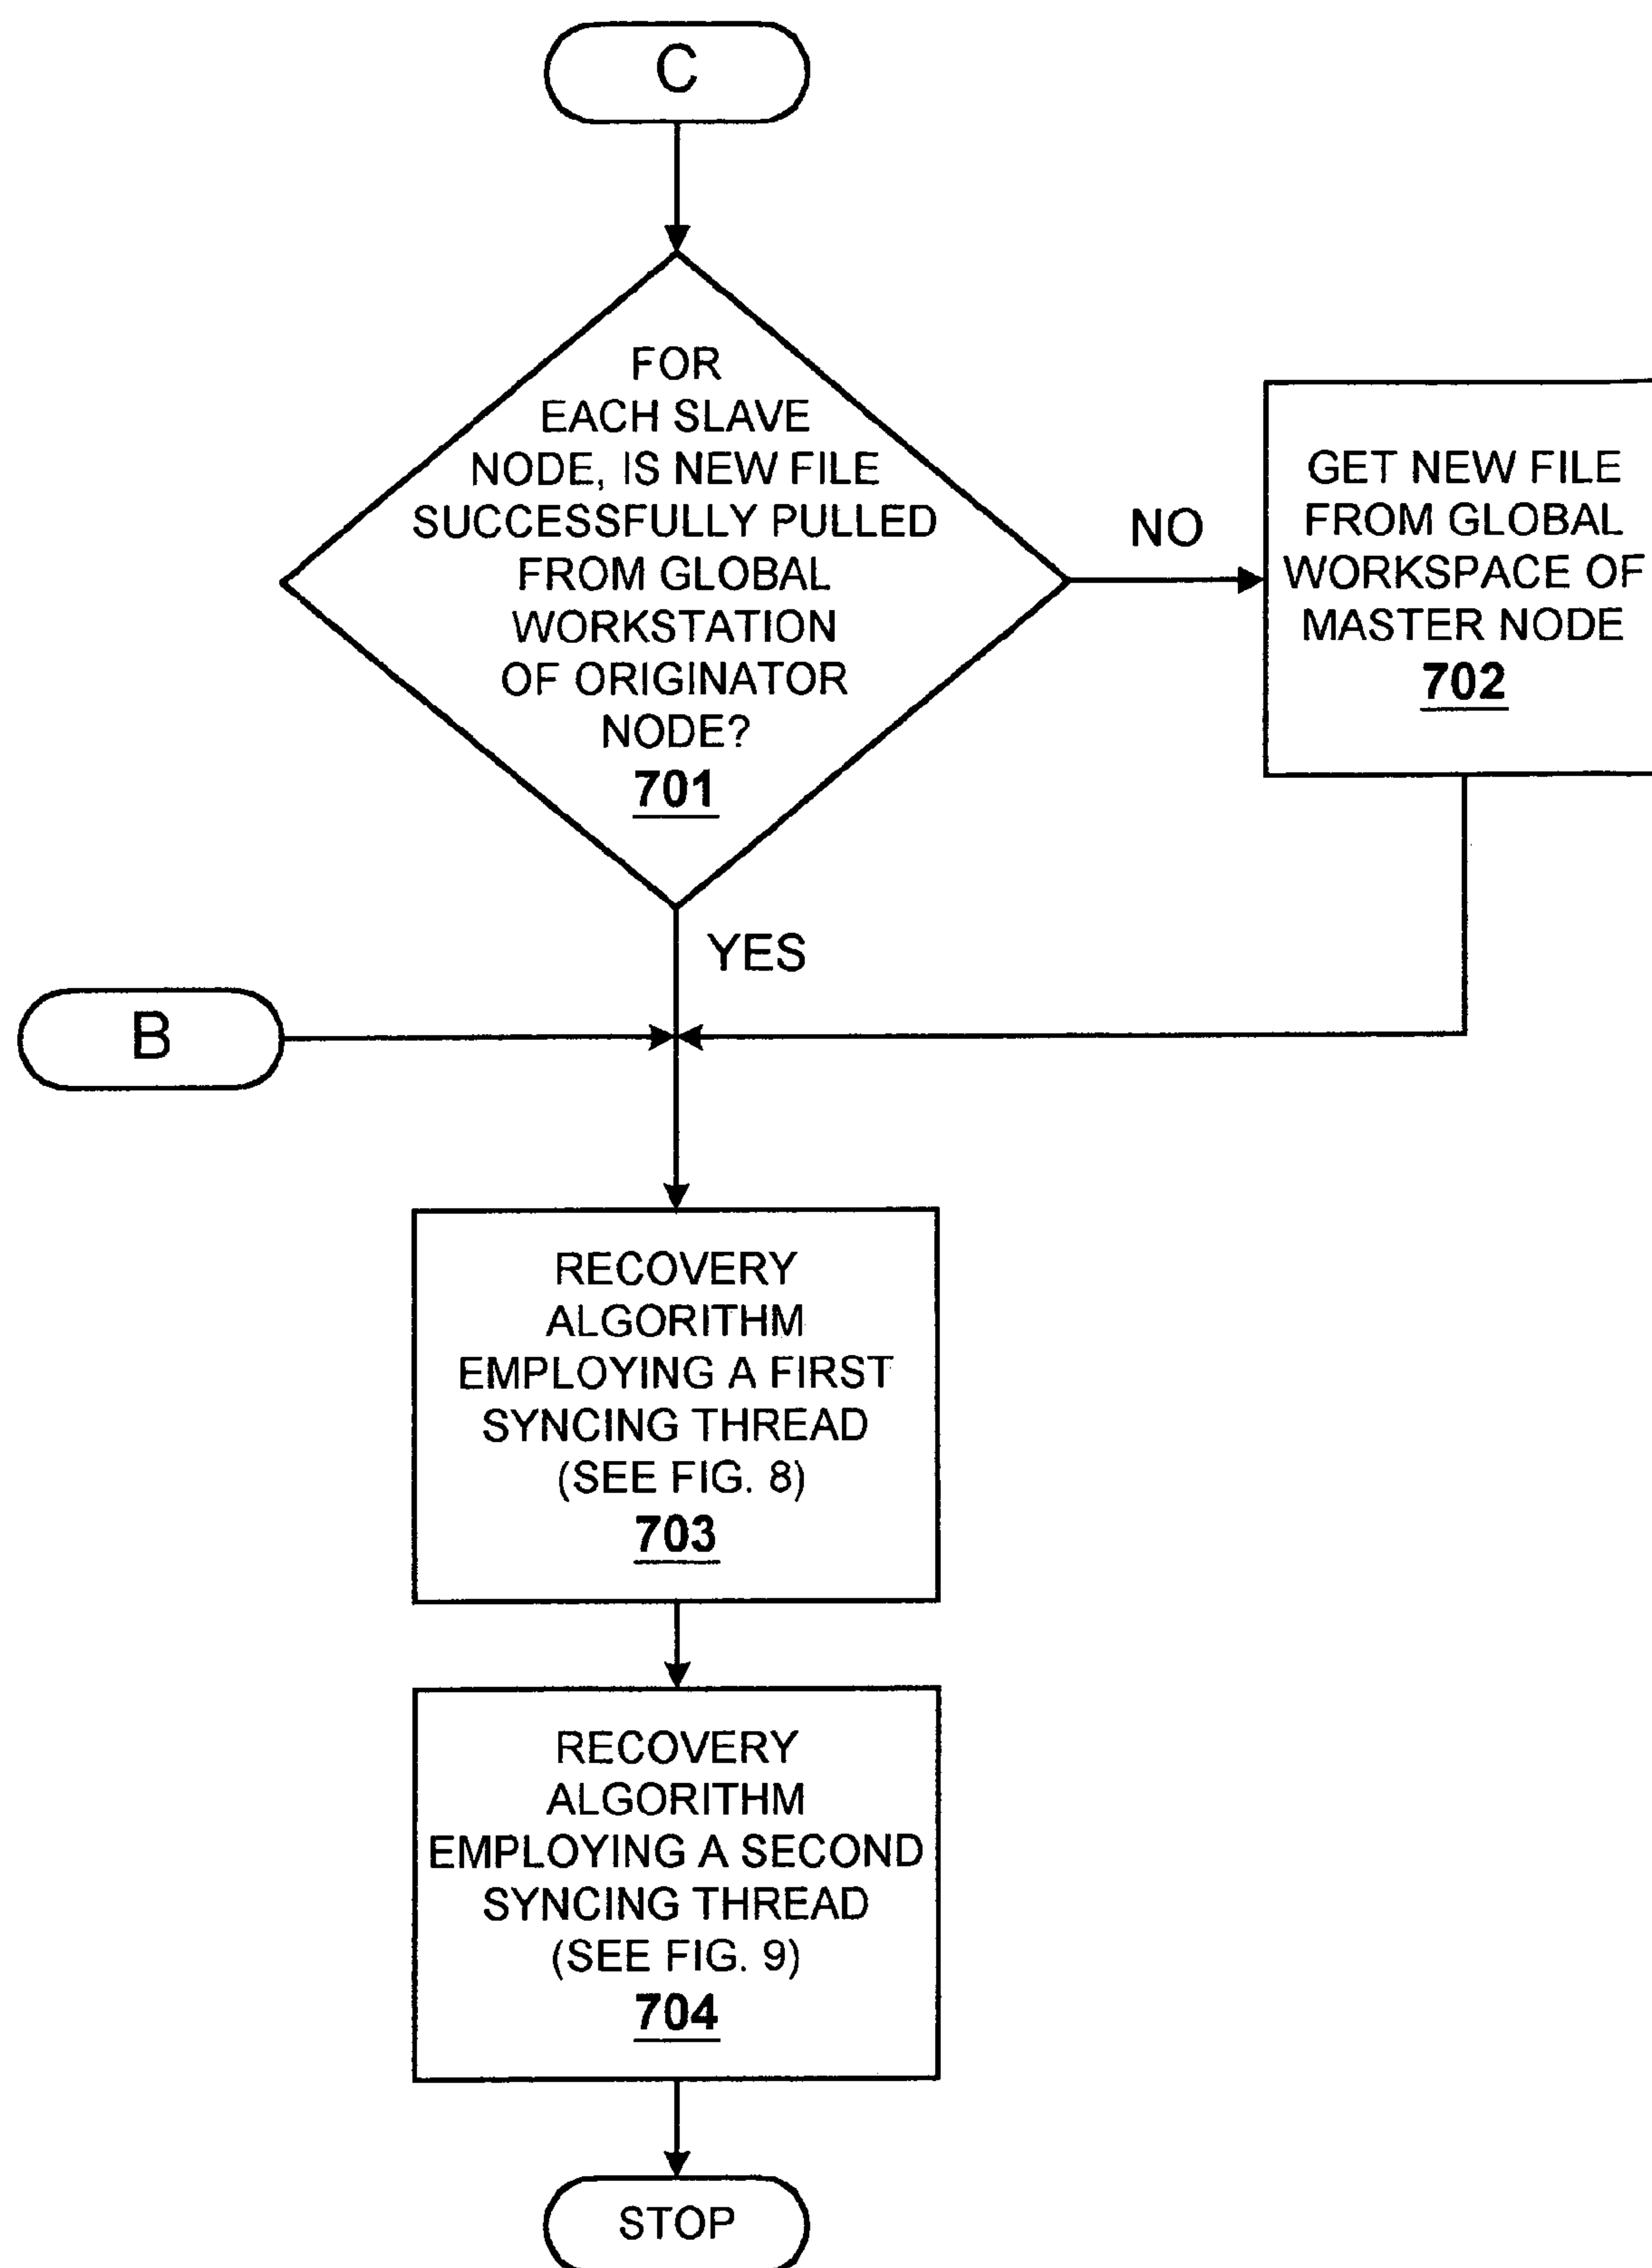 C
FOR
EACH SLAVE
NODE, IS NEW FILE
SUCCESSFULLY PULLED
FROM GLOBAL
WORKSTATION
OF ORIGINATOR
NODE?
701
NO
GET NEW FILE
FROM GLOBAL
WORKSPACE OF
MASTER NODE
702
YES
B
RECOVERY
ALGORITHM
EMPLOYING A FIRST
SYNCING THREAD
(SEE FIG. 8)
703
RECOVERY
ALGORITHM
EMPLOYING A SECOND
SYNCING THREAD
(SEE FIG. 9)
704
STOP